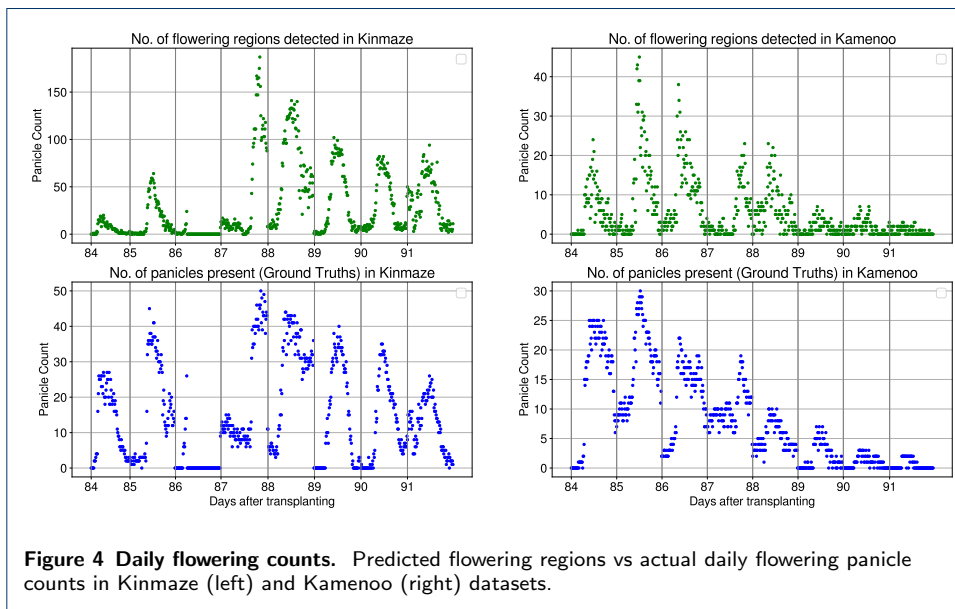 No. of flowering regions detected in Kinmaze
Panicle Count
150
100
50
0
84 85 86 87 88 89 90 91
No. of flowering regions detected in Kamenoo
Panicle Count
40
30
20
10
0
84 85 86 87 88 89 90 91
No. of panicles present (Ground Truths) in Kinmaze
Panicle Count
50
40
30
20
10
0
84 85 86 87 88 89 90 91
Days after transplanting
No. of panicles present (Ground Truths) in Kamenoo
Panicle Count
30
25
20
15
10
5
0
84 85 86 87 88 89 90 91
Days after transplanting
Figure 4 Daily flowering counts. Predicted flowering regions vs actual daily flowering panicle
counts in Kinmaze (left) and Kamenoo (right) datasets.